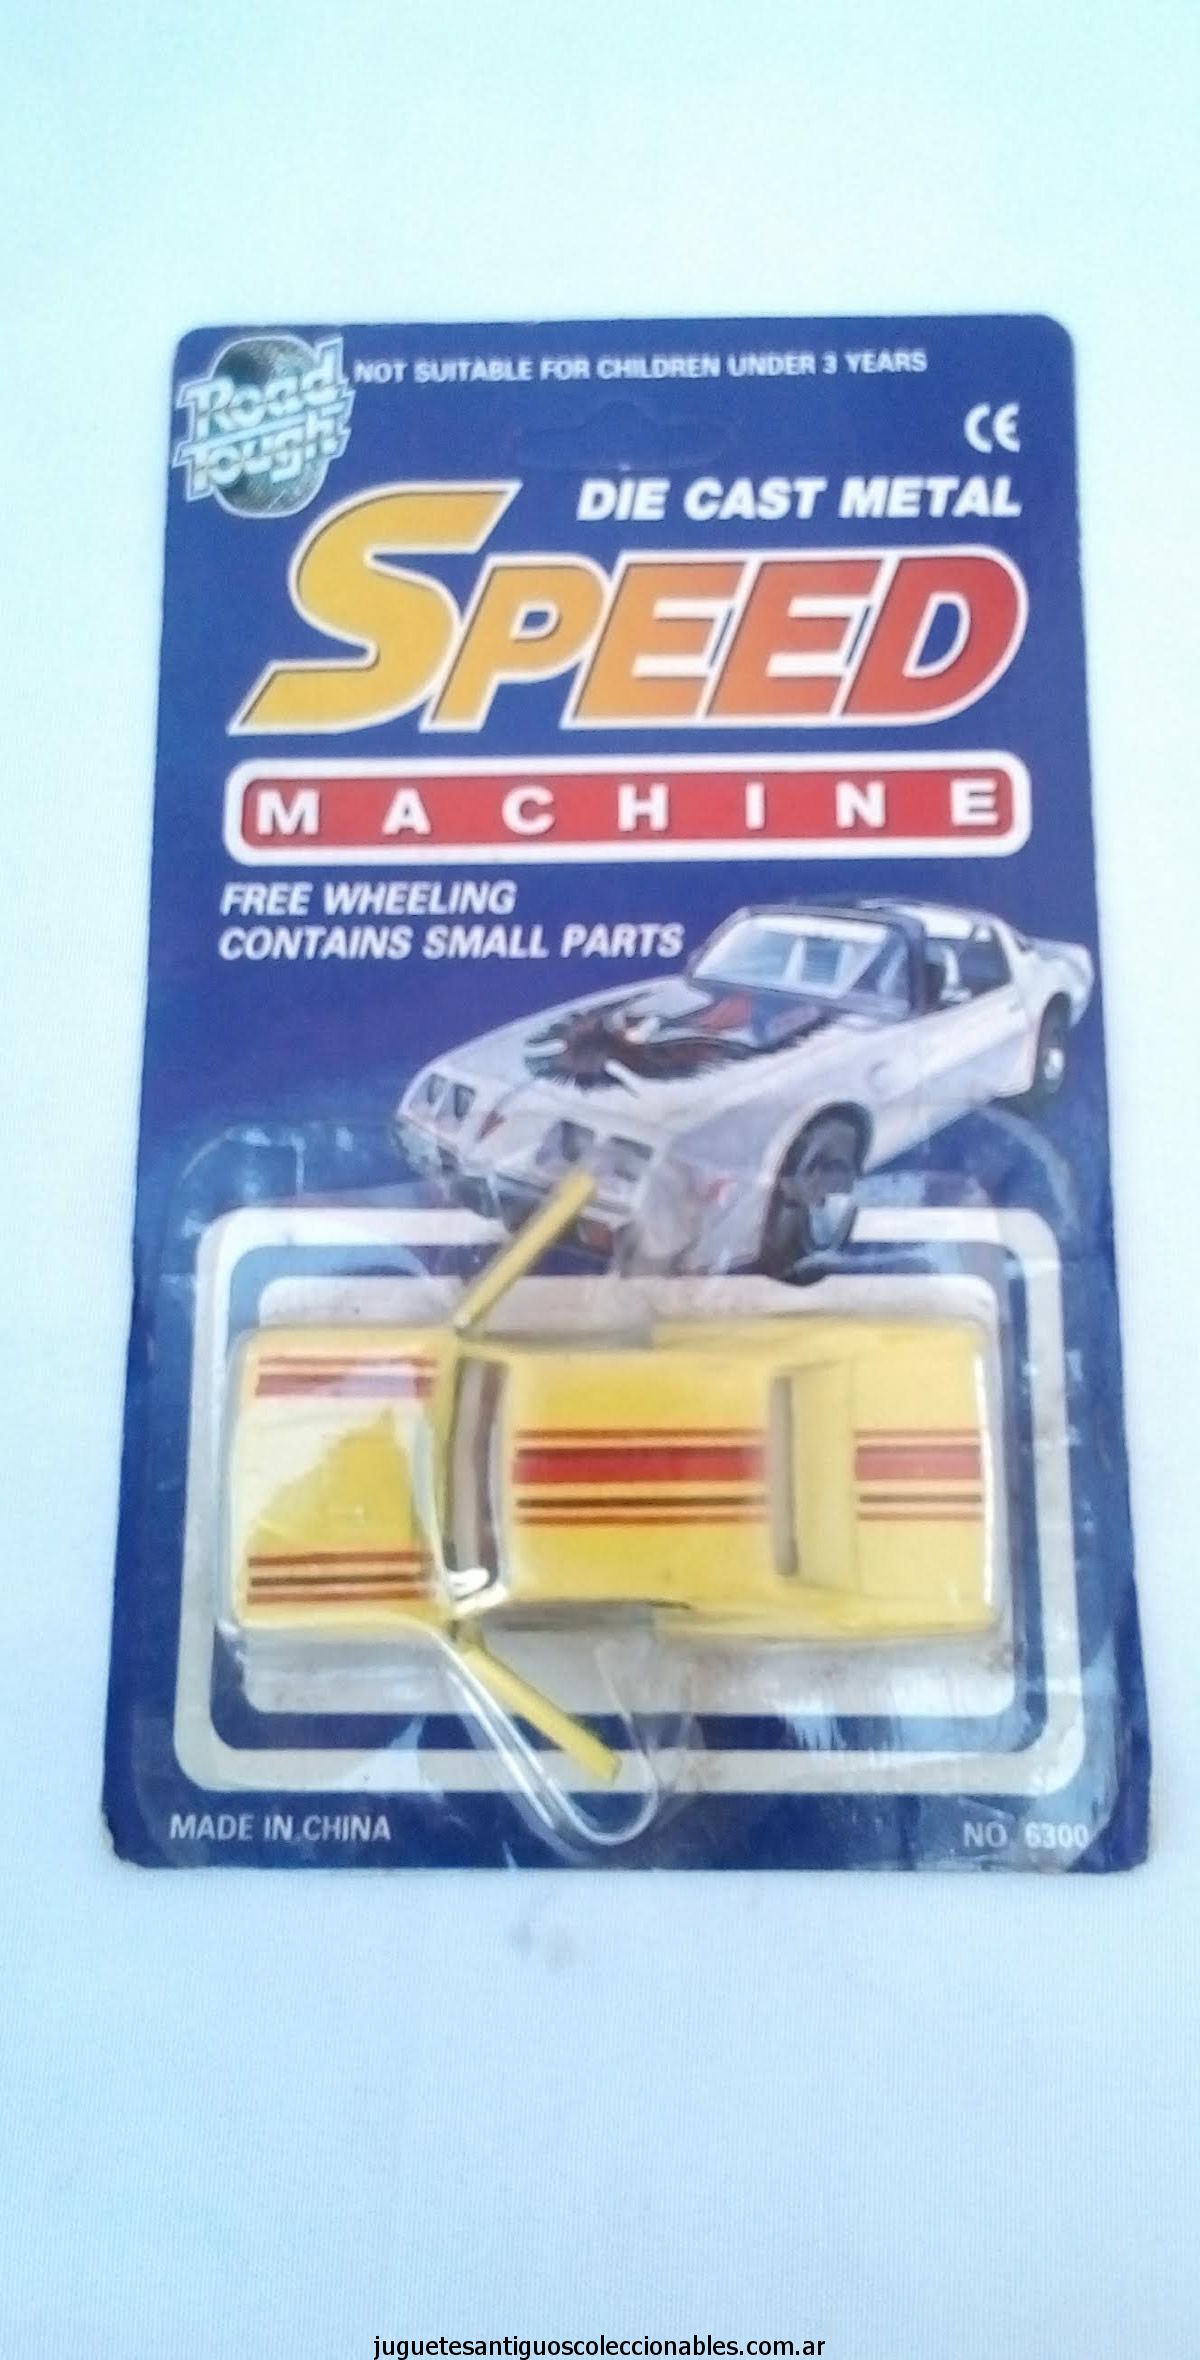 Road
Tough
NOT SUITABLE FOR CHILDREN UNDER 3 YEARS
CE
DIE CAST METAL
SPEED
MACHINE
FREE WHEELING
CONTAINS SMALL PARTS
MADE IN CHINA
NO. 6300
juguetesantiguoscoleccionables.com.ar